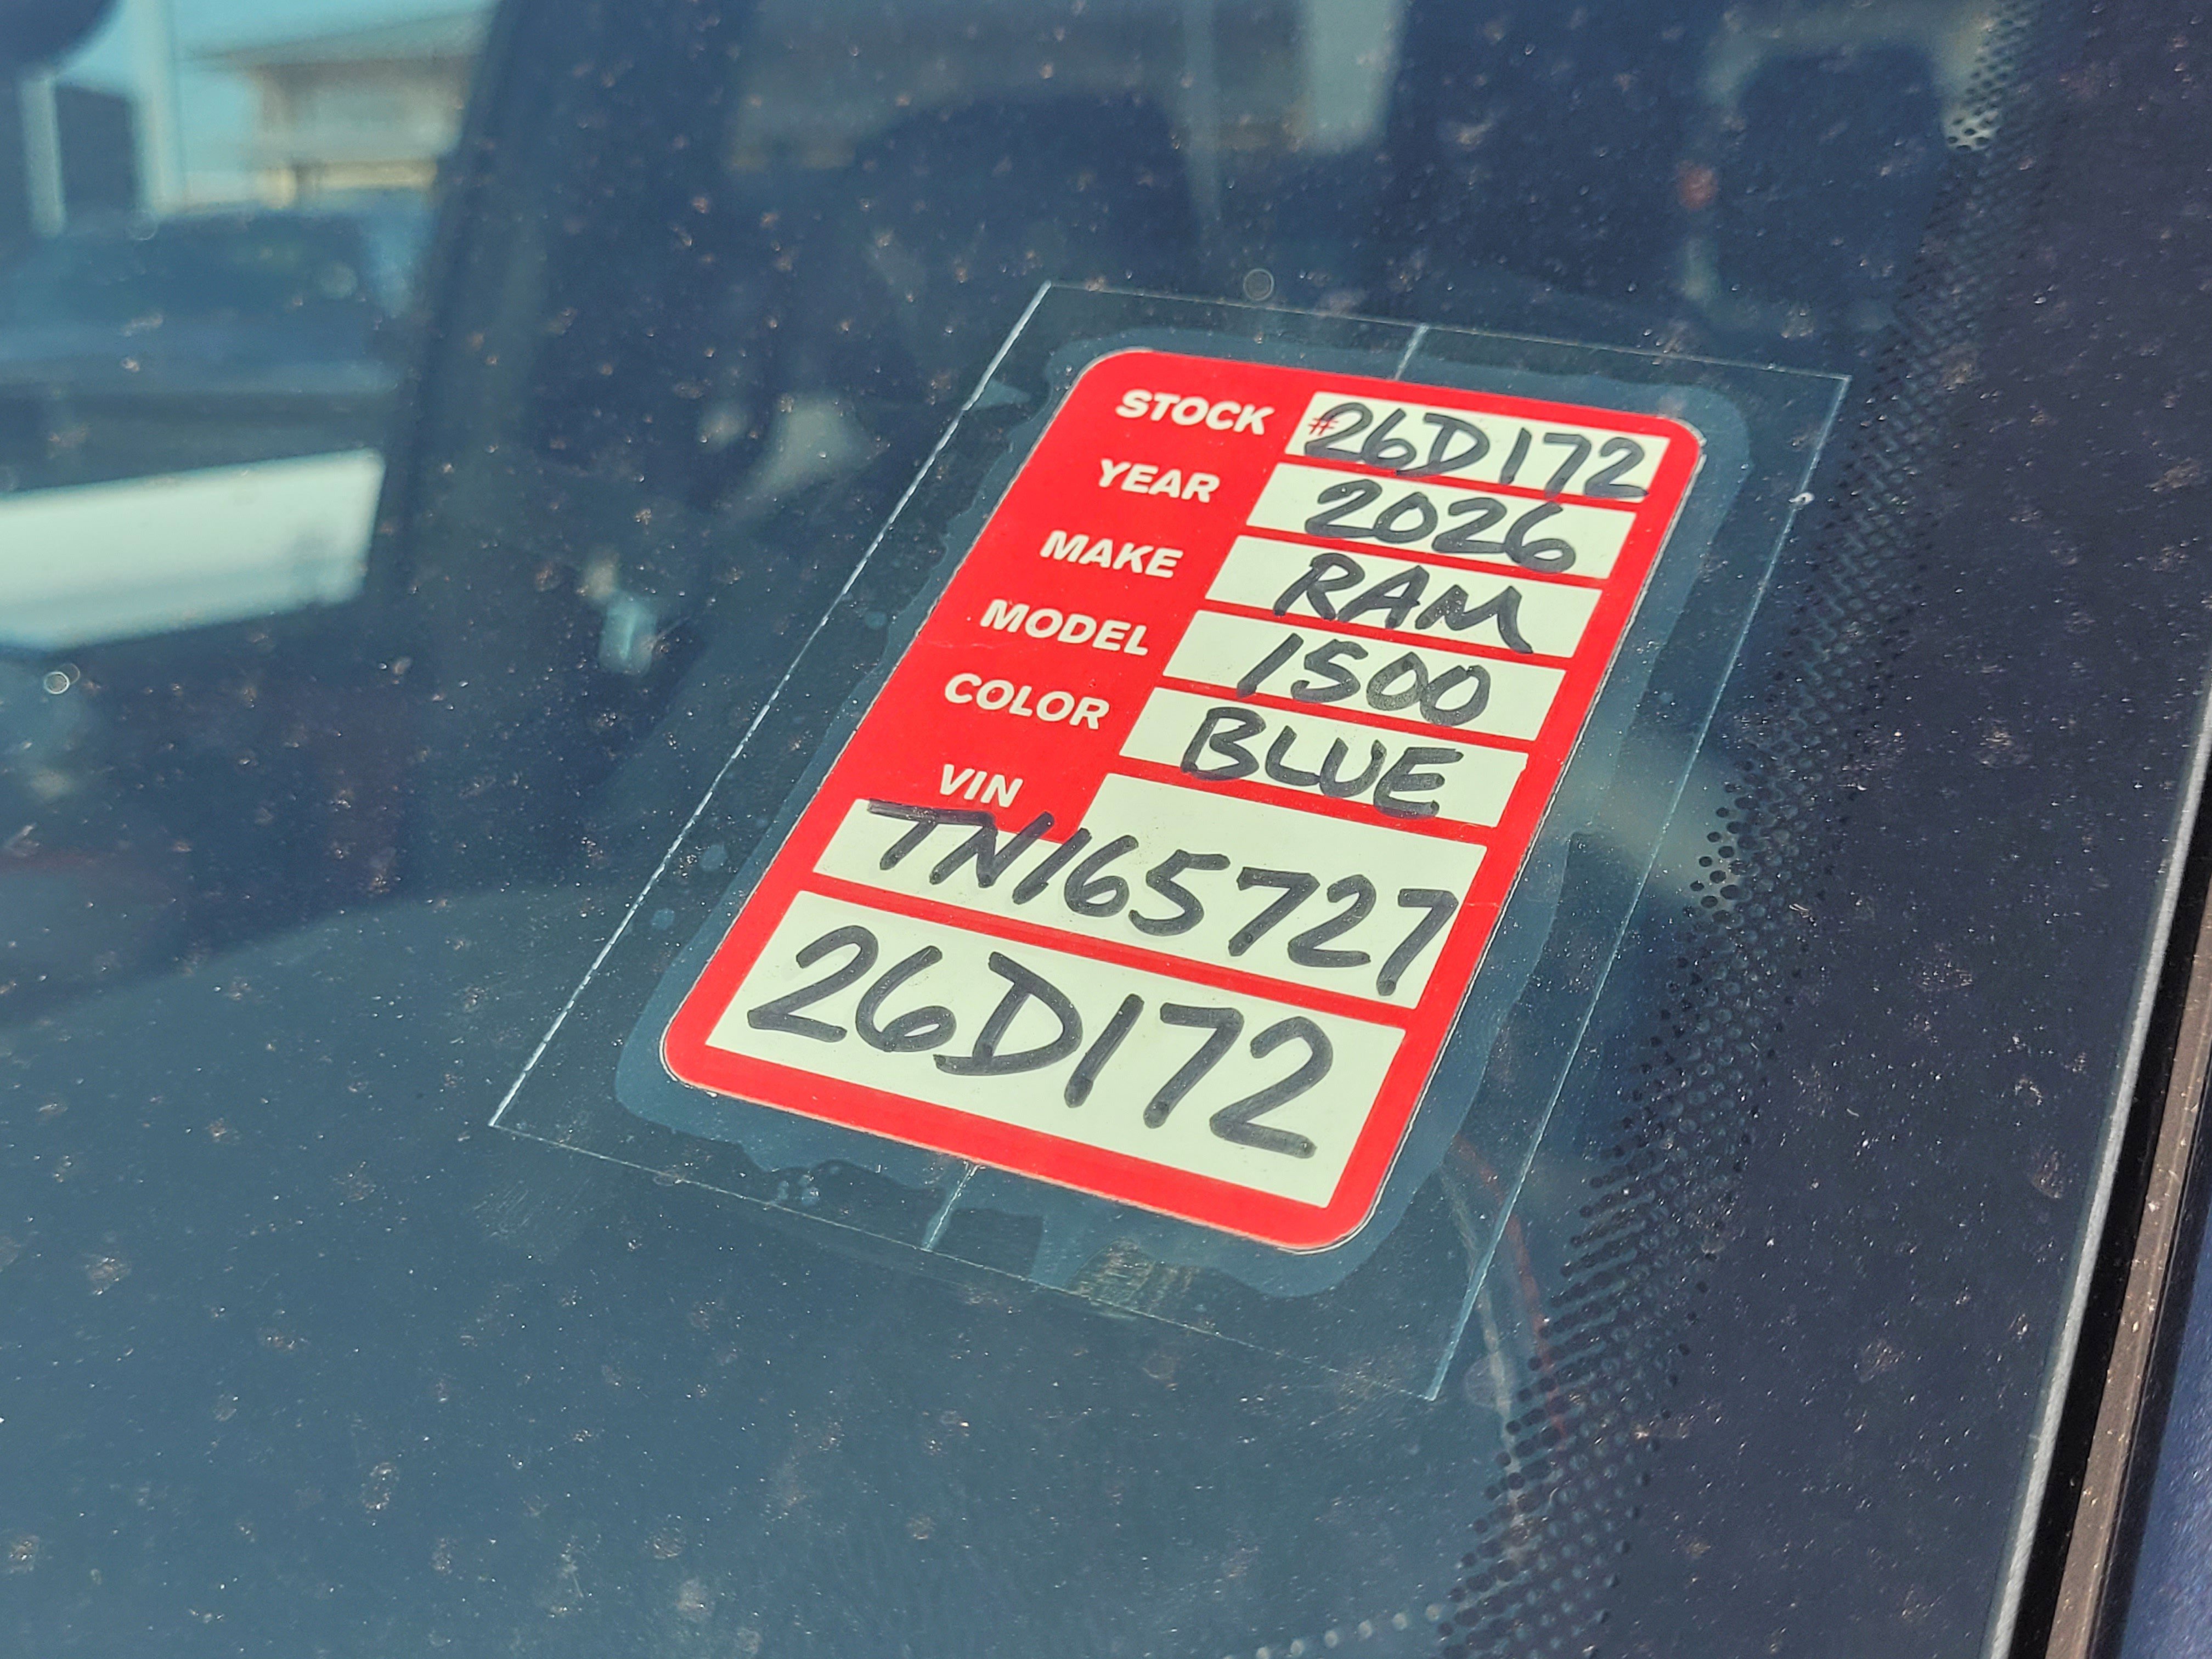 STOCK #26D172
YEAR 2026
MAKE RAM
MODEL 1500
COLOR BLUE
VIN
TN165727
26D172